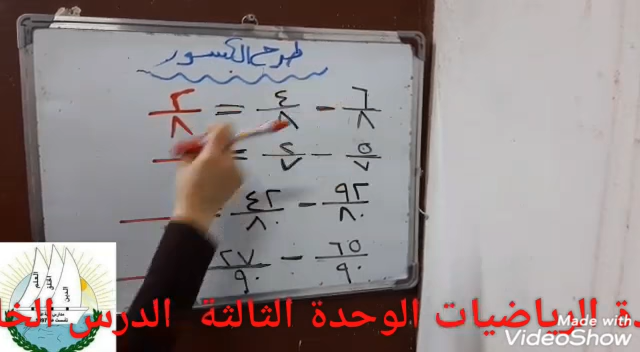 طرح الكسور
٦/٨ - ٤/٨ = ٢/٨
٥/٧ - ٢/٧ =
٩٢/٨٠ - ٤٢/٨٠ =
٦٥/٩٠ - ٢٧/٩٠
الرياضيات الوحدة الثالثة الدرس
Made with
VideoShow